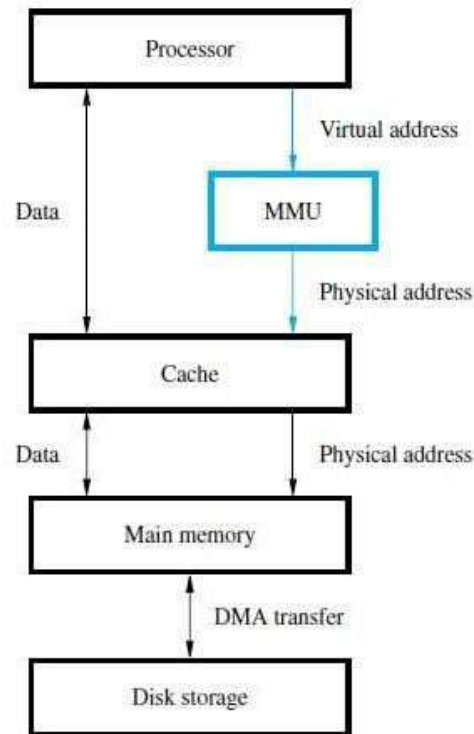 Processor
Virtual address
Data
MMU
Physical address
Cache
Data
Physical address
Main memory
DMA transfer
Disk storage